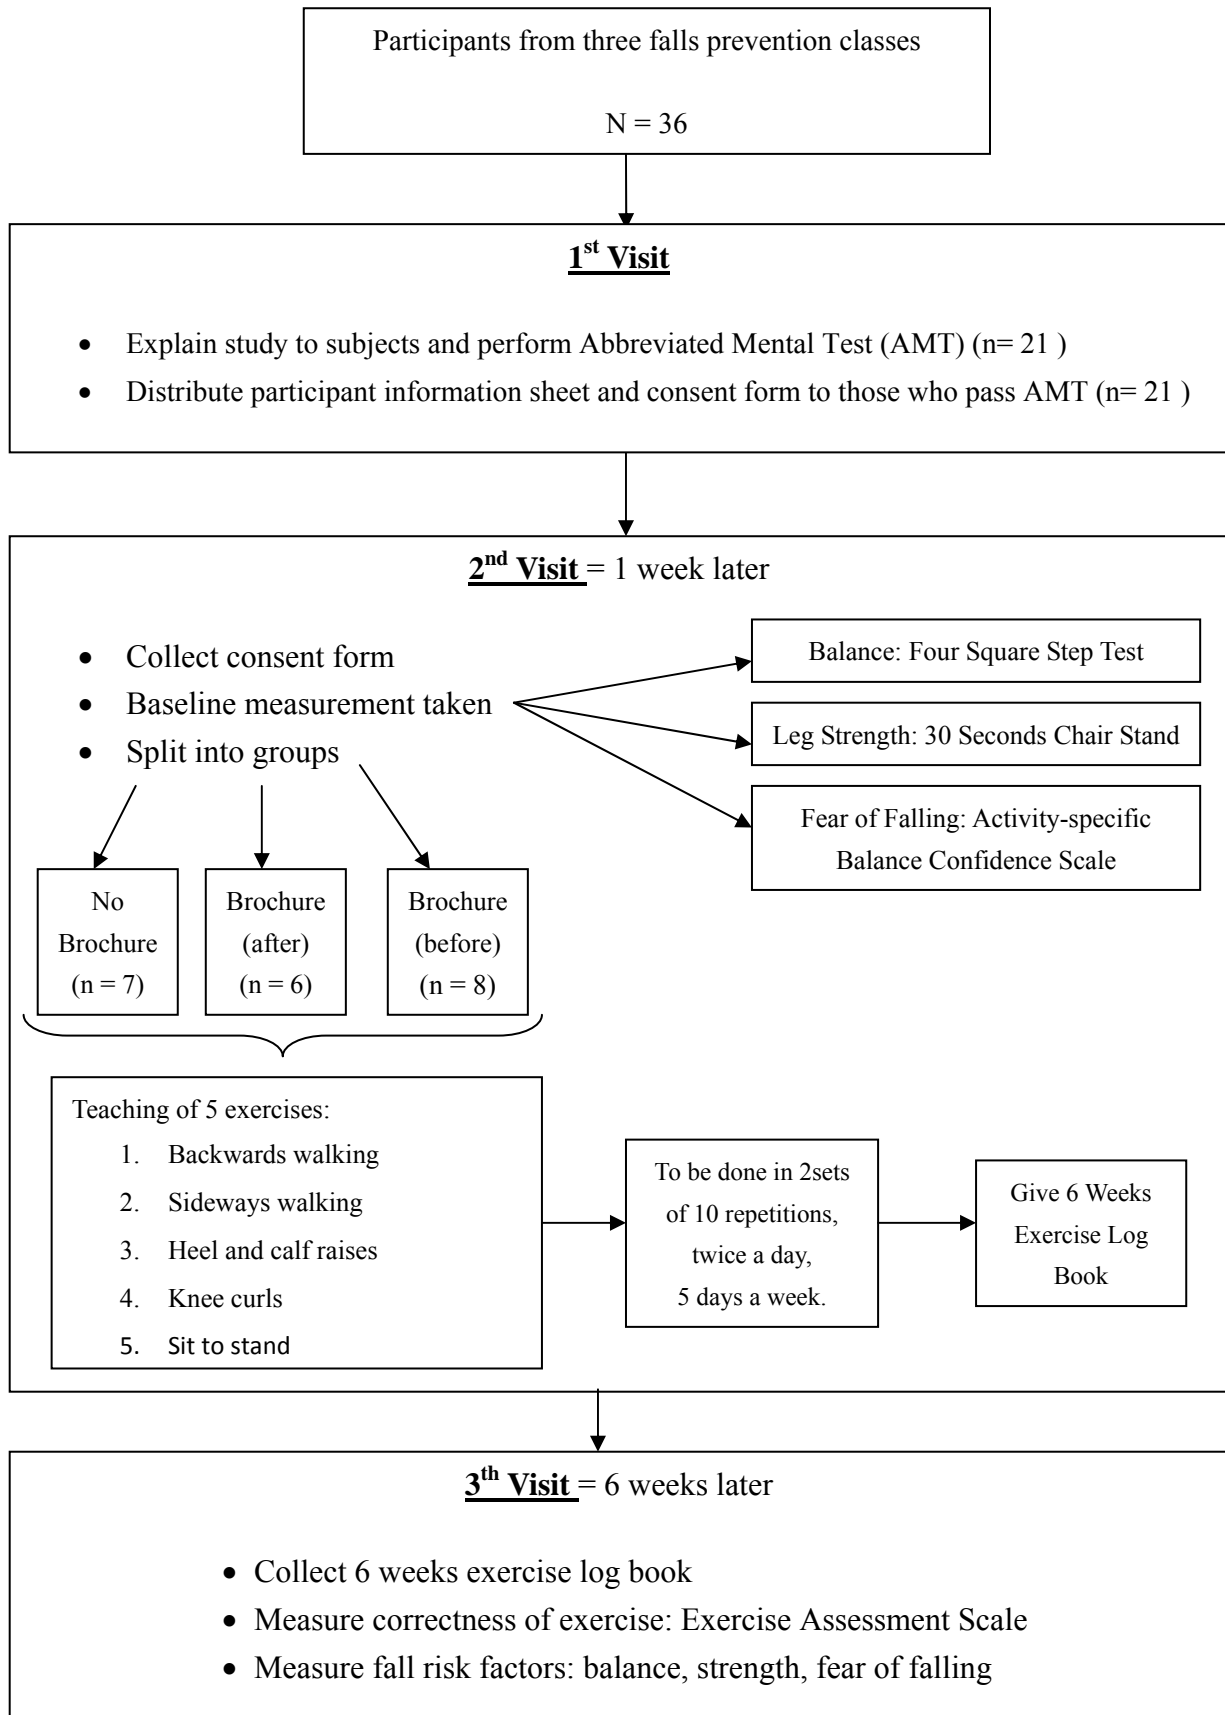 Participants from three falls prevention classes
N = 36
1st Visit
• Explain study to subjects and perform Abbreviated Mental Test (AMT) (n= 21 )
• Distribute participant information sheet and consent form to those who pass AMT (n= 21 )
2nd Visit = 1 week later
• Collect consent form
• Baseline measurement taken
• Split into groups
Balance: Four Square Step Test
Leg Strength: 30 Seconds Chair Stand
Fear of Falling: Activity-specific
Balance Confidence Scale
No
Brochure
(n = 7)
Brochure
(after)
(n = 6)
Brochure
(before)
(n = 8)
Teaching of 5 exercises:
1. Backwards walking
2. Sideways walking
3. Heel and calf raises
4. Knee curls
5. Sit to stand
To be done in 2sets
of 10 repetitions,
twice a day,
5 days a week.
Give 6 Weeks
Exercise Log
Book
3th Visit = 6 weeks later
• Collect 6 weeks exercise log book
• Measure correctness of exercise: Exercise Assessment Scale
• Measure fall risk factors: balance, strength, fear of falling